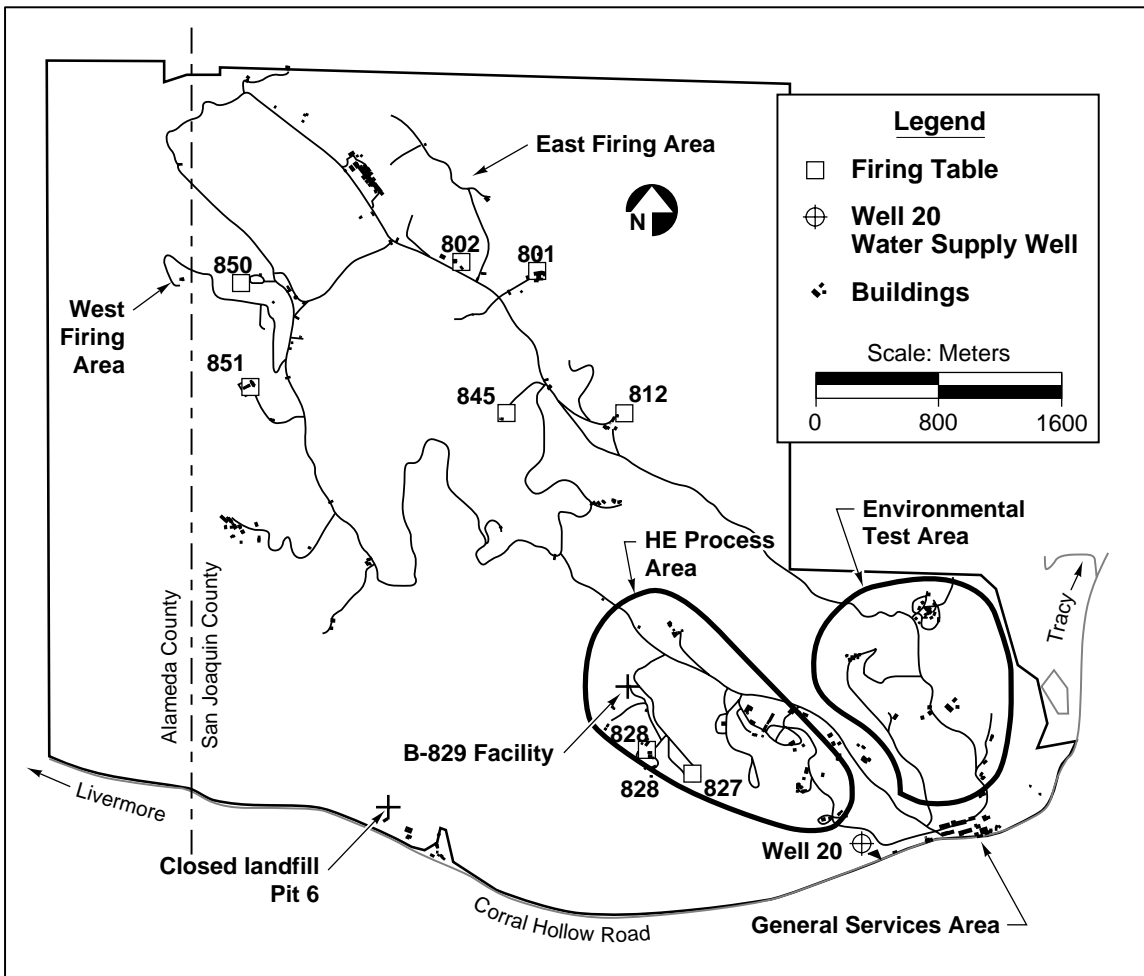 Legend
Firing Table
Well 20
Water Supply Well
Buildings
Scale: Meters
0 800 1600
East Firing Area
N
802
801
850
West
Firing
Area
851
845
812
Environmental
Test Area
HE Process
Area
Tracy
Alameda County
San Joaquin County
B-829 Facility
828
828
827
Livermore
Closed landfill
Pit 6
Well 20
Corral Hollow Road
General Services Area